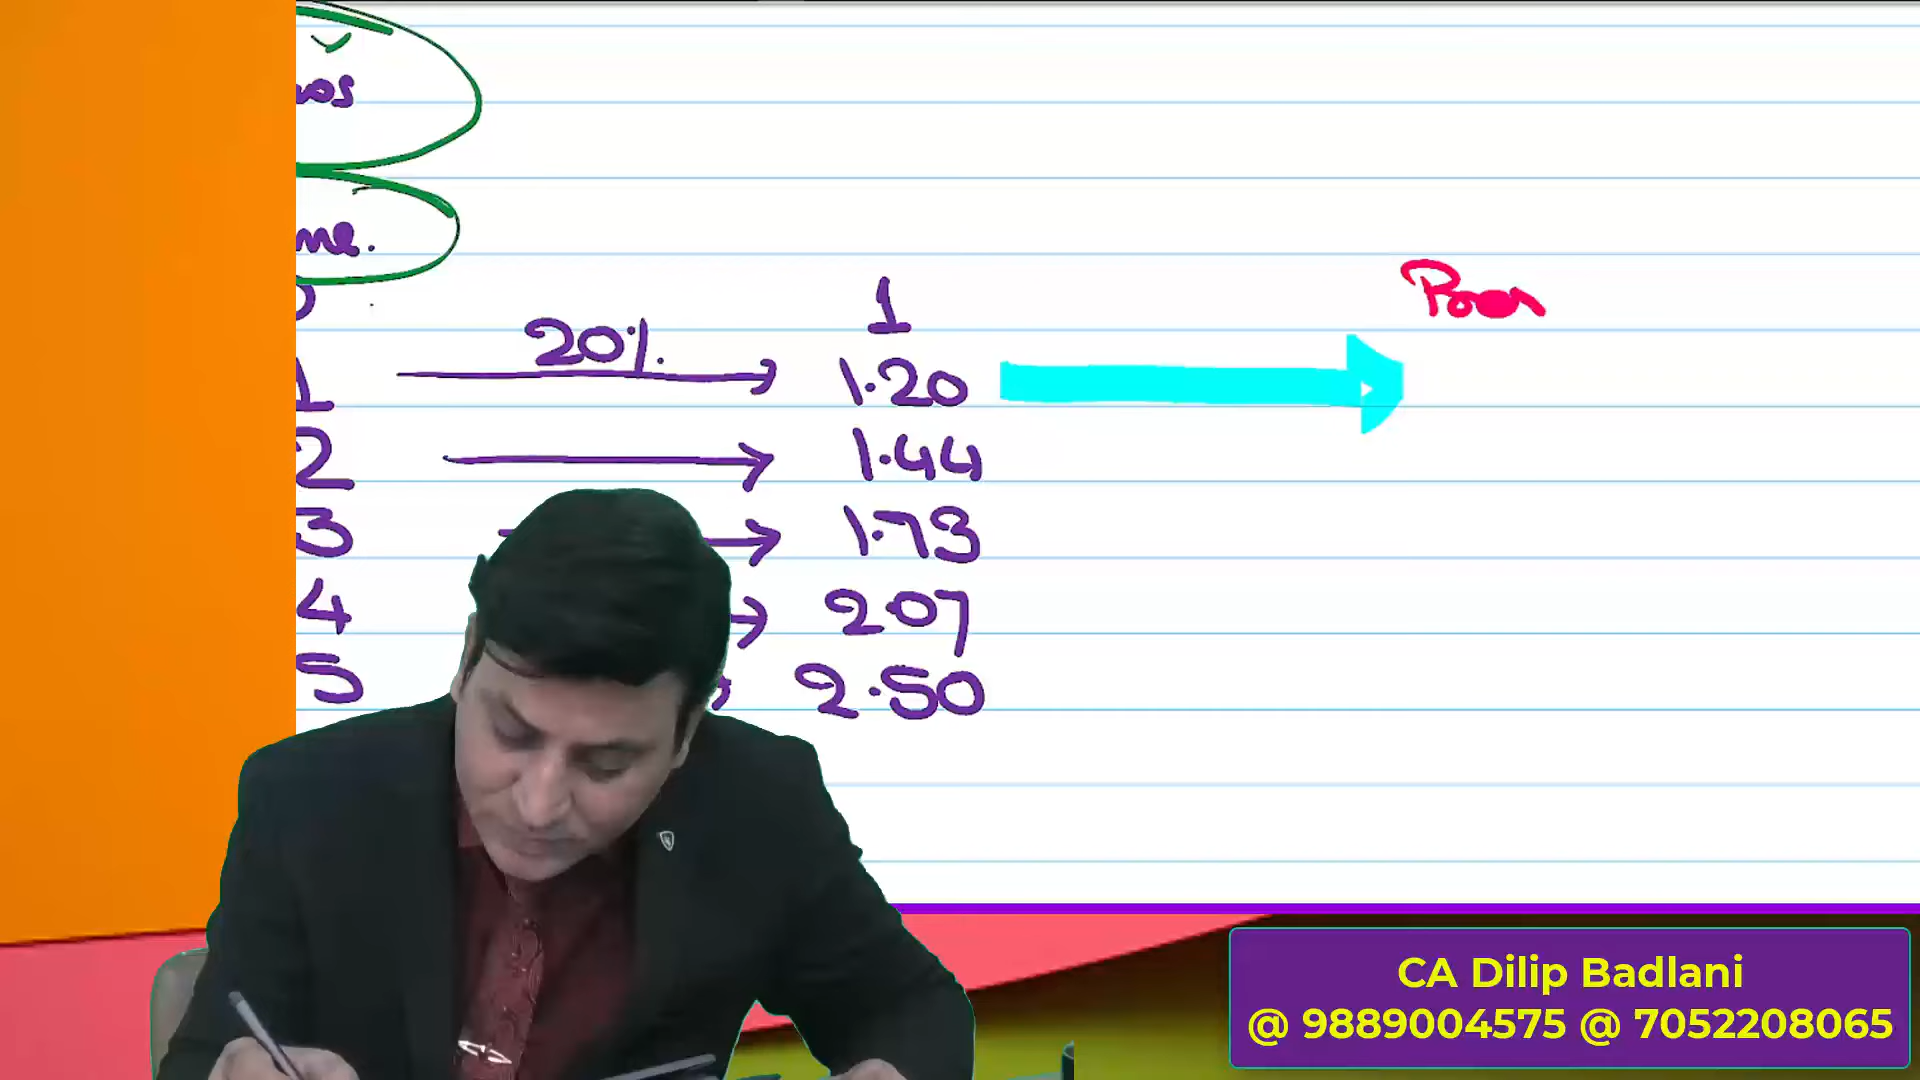 me.
1
20%.
1 1.20
Poor
2 1.44
3 1.73
4 2.07
5 2.50
CA Dilip Badlani
@ 9889004575 @ 7052208065